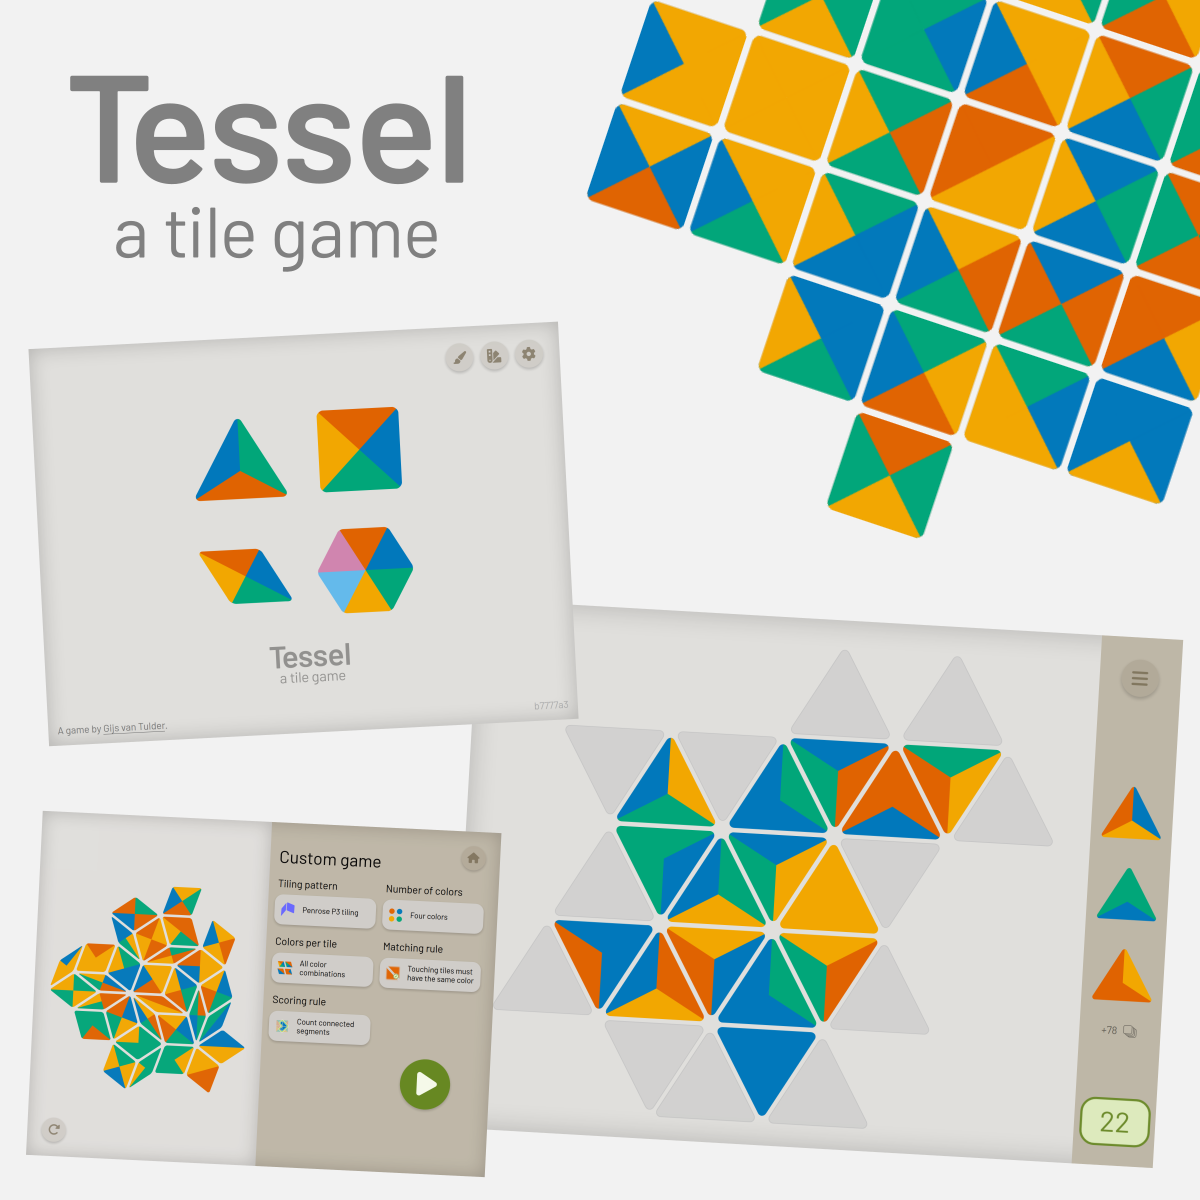 Tessel
a tile game
Tessel
a tile game
A game by Gijs van Tulder.
b7777a3
Custom game
Tiling pattern
Number of colors
Penrose P3 tiling
Four colors
Colors per tile
Matching rule
All color
combinations
Touching tiles must
have the same color
Scoring rule
Count connected
segments
+78
22